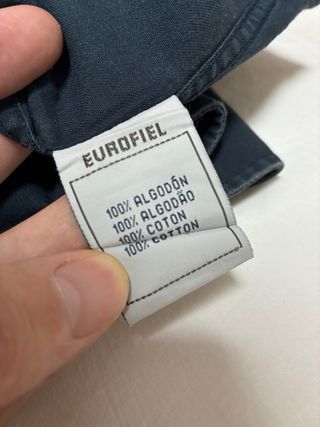 EUROFIEL
100% ALGODÓN
100% ALGODÃO
100% COTON
100% COTTON